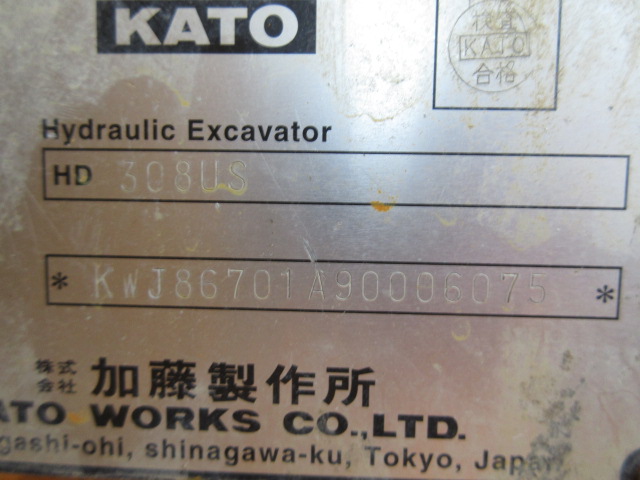 KATO
検査
KATO
合格
Hydraulic Excavator
HD 308US
* KWJ86701A90006075 *
株式会社 加藤製作所
ATO WORKS CO.,LTD.
gashi-ohi, shinagawa-ku, Tokyo, Japan